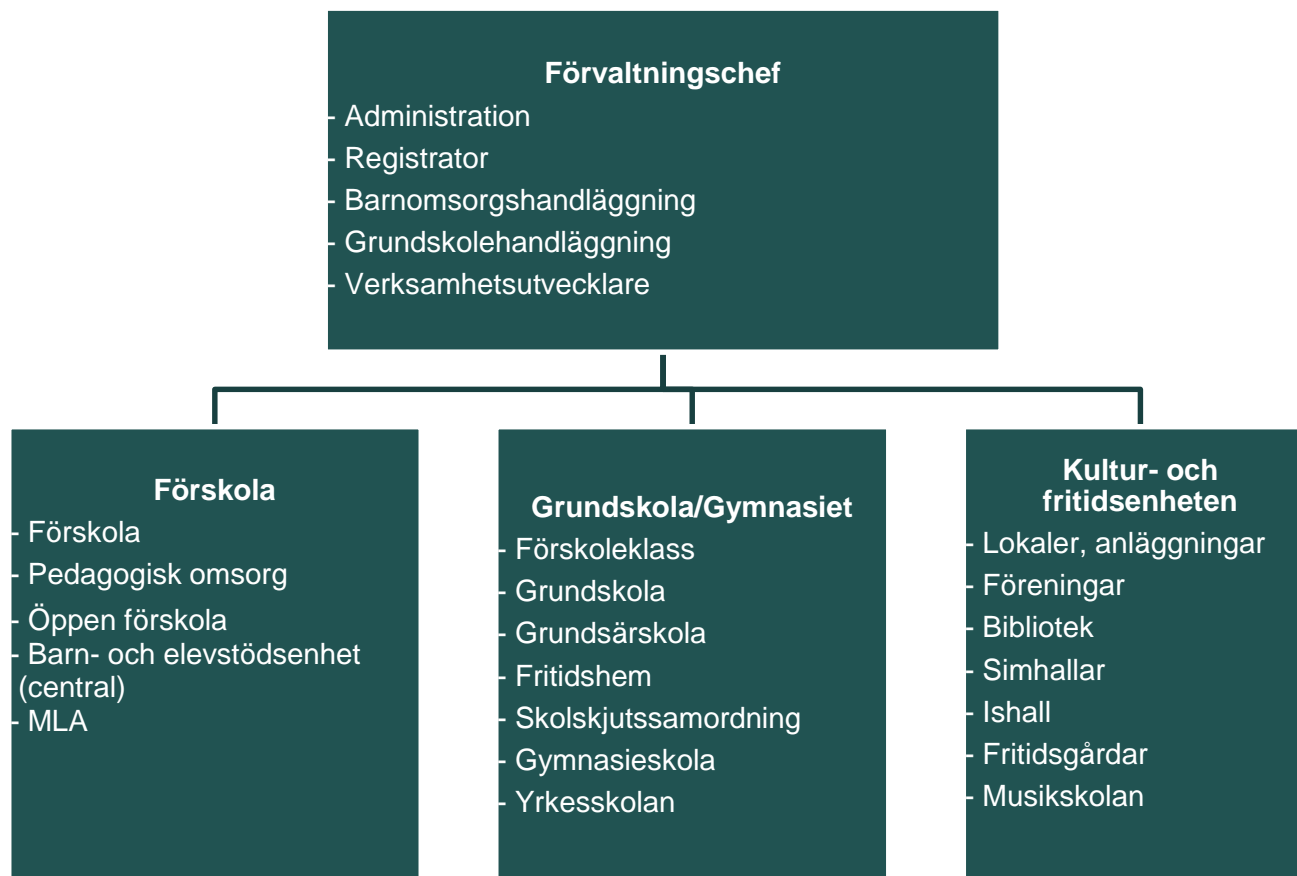 Förvaltningschef
- Administration
- Registrator
- Barnomsorgshandläggning
- Grundskolehandläggning
- Verksamhetsutvecklare
Förskola
- Förskola
- Pedagogisk omsorg
- Öppen förskola
- Barn- och elevstödsenhet
(central)
- MLA
Grundskola/Gymnasiet
- Förskoleklass
- Grundskola
- Grundsärskola
- Fritidshem
- Skolskjutssamordning
- Gymnasieskola
- Yrkesskolan
Kultur- och
fritidsenheten
- Lokaler, anläggningar
- Föreningar
- Bibliotek
- Simhallar
- Ishall
- Fritidsgårdar
- Musikskolan